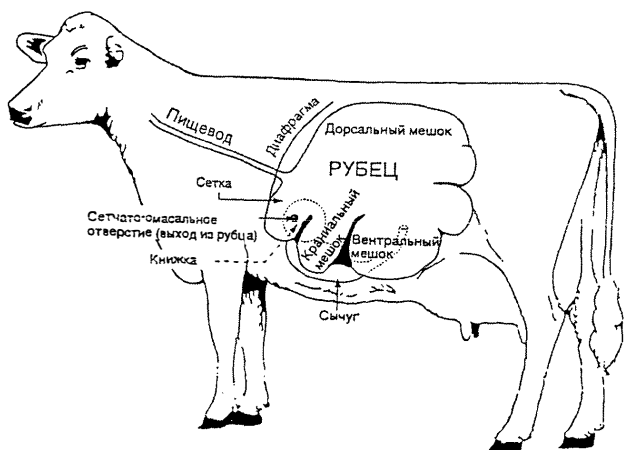 Пищевод
Диафрагма
Дорсальный мешок
РУБЕЦ
Сетка
Сетчато-омасальное
отверстие (выход из рубца)
Краниальный
мешок
Вентральный
мешок
Книжка
Сычуг